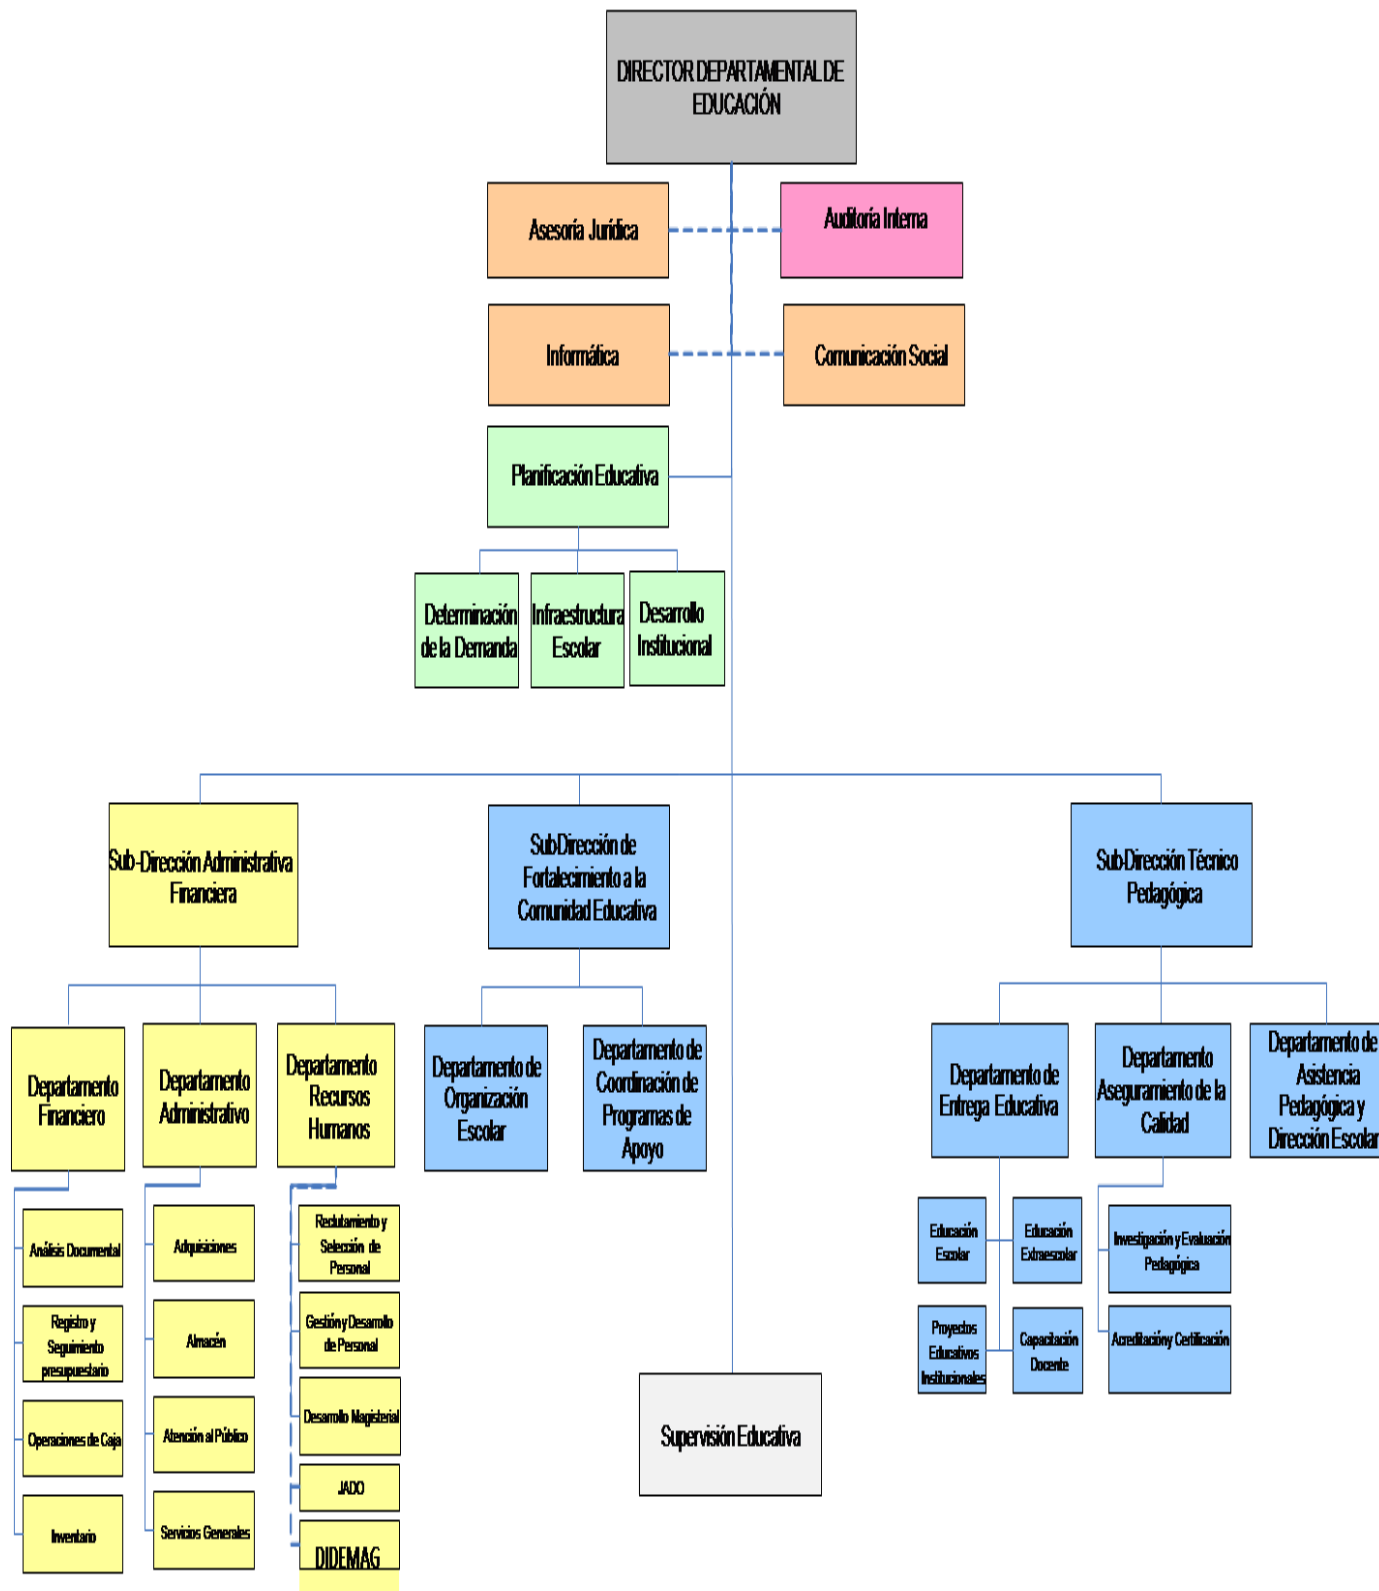 DIRECTOR DEPARTAMENTAL DE
EDUCACIÓN
Asesoría Jurídica
Auditoría Interna
Informática
Comunicación Social
Planificación Educativa
Determinación
de la Demanda
Infraestructura
Escolar
Desarrollo
Institucional
Sub-Dirección Administrativa
Financiera
Sub-Dirección de
Fortalecimiento a la
Comunidad Educativa
Sub-Dirección Técnico
Pedagógica
Departamento
Financiero
Departamento
Administrativo
Departamento
Recursos
Humanos
Departamento de
Organización
Escolar
Departamento de
Coordinación de
Programas de
Apoyo
Departamento de
Entrega Educativa
Departamento
Aseguramiento de la
Calidad
Departamento de
Asistencia
Pedagógica y
Dirección Escolar
Análisis Documental
Registro y
Seguimiento
presupuestario
Operaciones de Caja
Inventario
Adquisiciones
Almacén
Atención al Público
Servicios Generales
Reclutamiento y
Selección de
Personal
Gestión y Desarrollo
de Personal
Desarrollo Magisterial
JADO
DIDEMAG
Educación
Escolar
Educación
Extraescolar
Proyectos
Educativos
Institucionales
Capacitación
Docente
Investigación y Evaluación
Pedagógica
Acreditación y Certificación
Supervisión Educativa